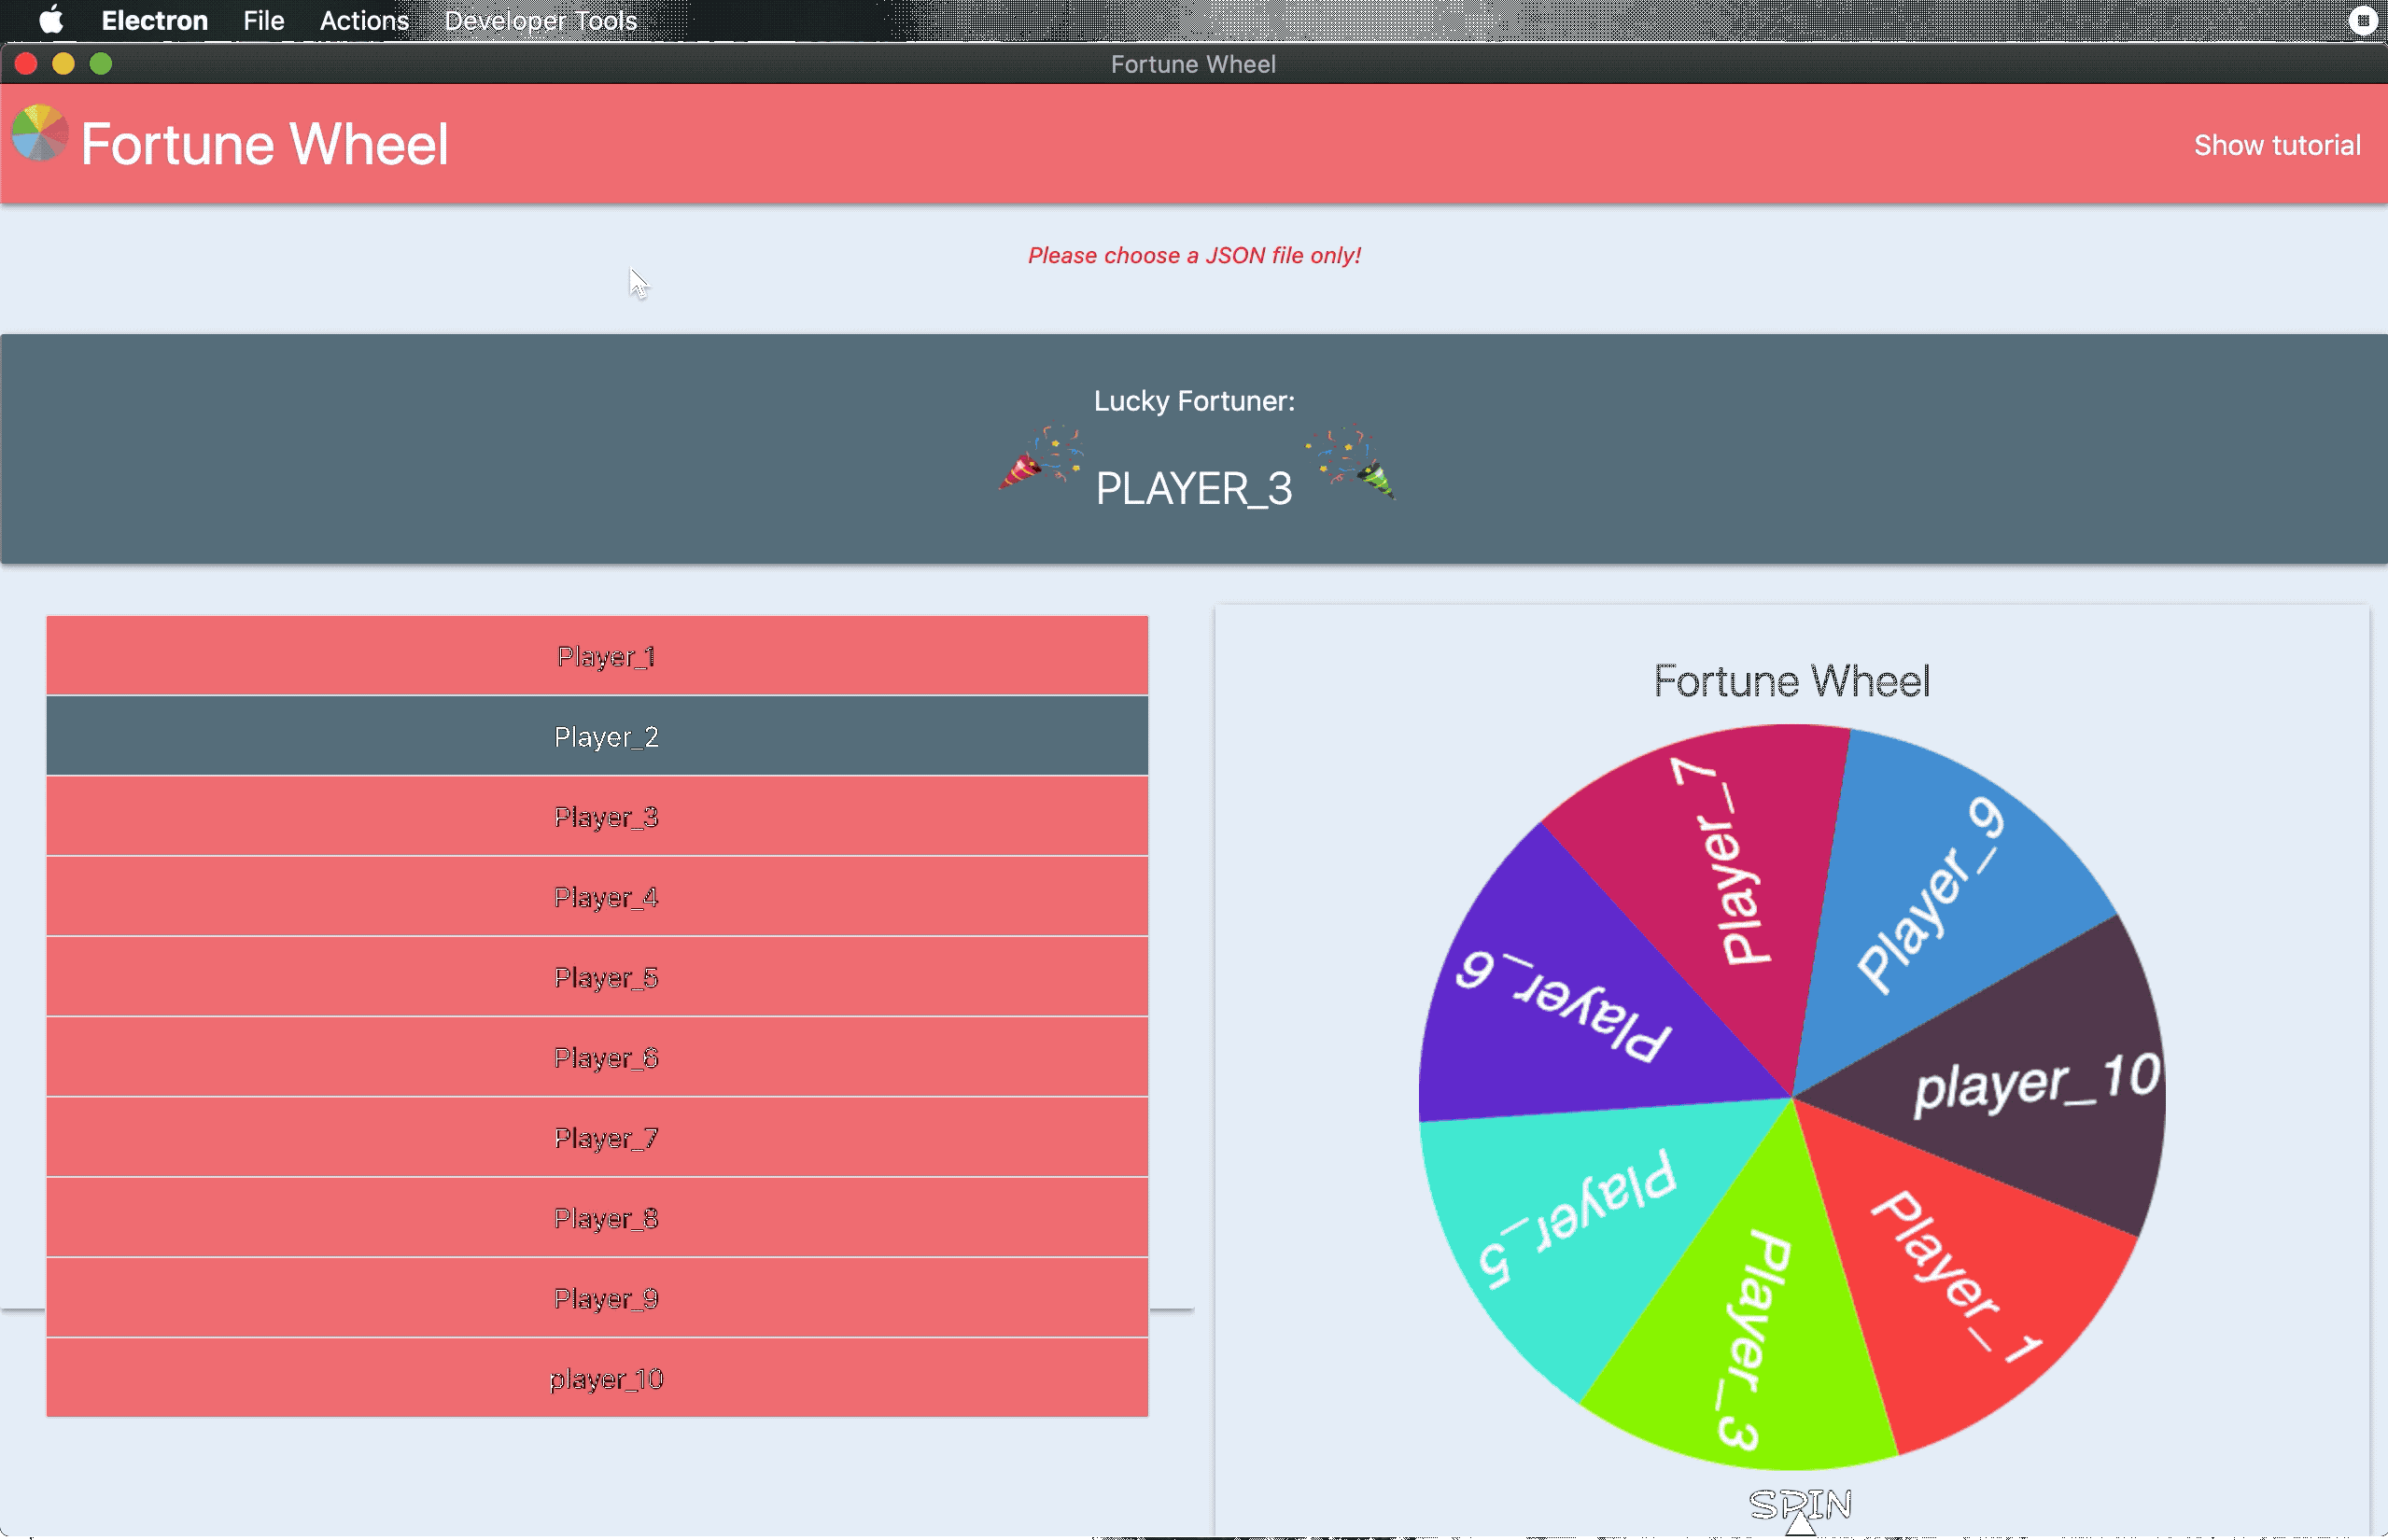 Electron File Actions Developer Tools
Fortune Wheel
Fortune Wheel
Show tutorial
Please choose a JSON file only!
Lucky Fortuner:
PLAYER_3
Player_1
Player_2
Player_3
Player_4
Player_5
Player_6
Player_7
Player_8
Player_9
player_10
Fortune Wheel
Player_7
Player_9
player_10
Player_1
Player_3
Player_5
Player_6
SPIN